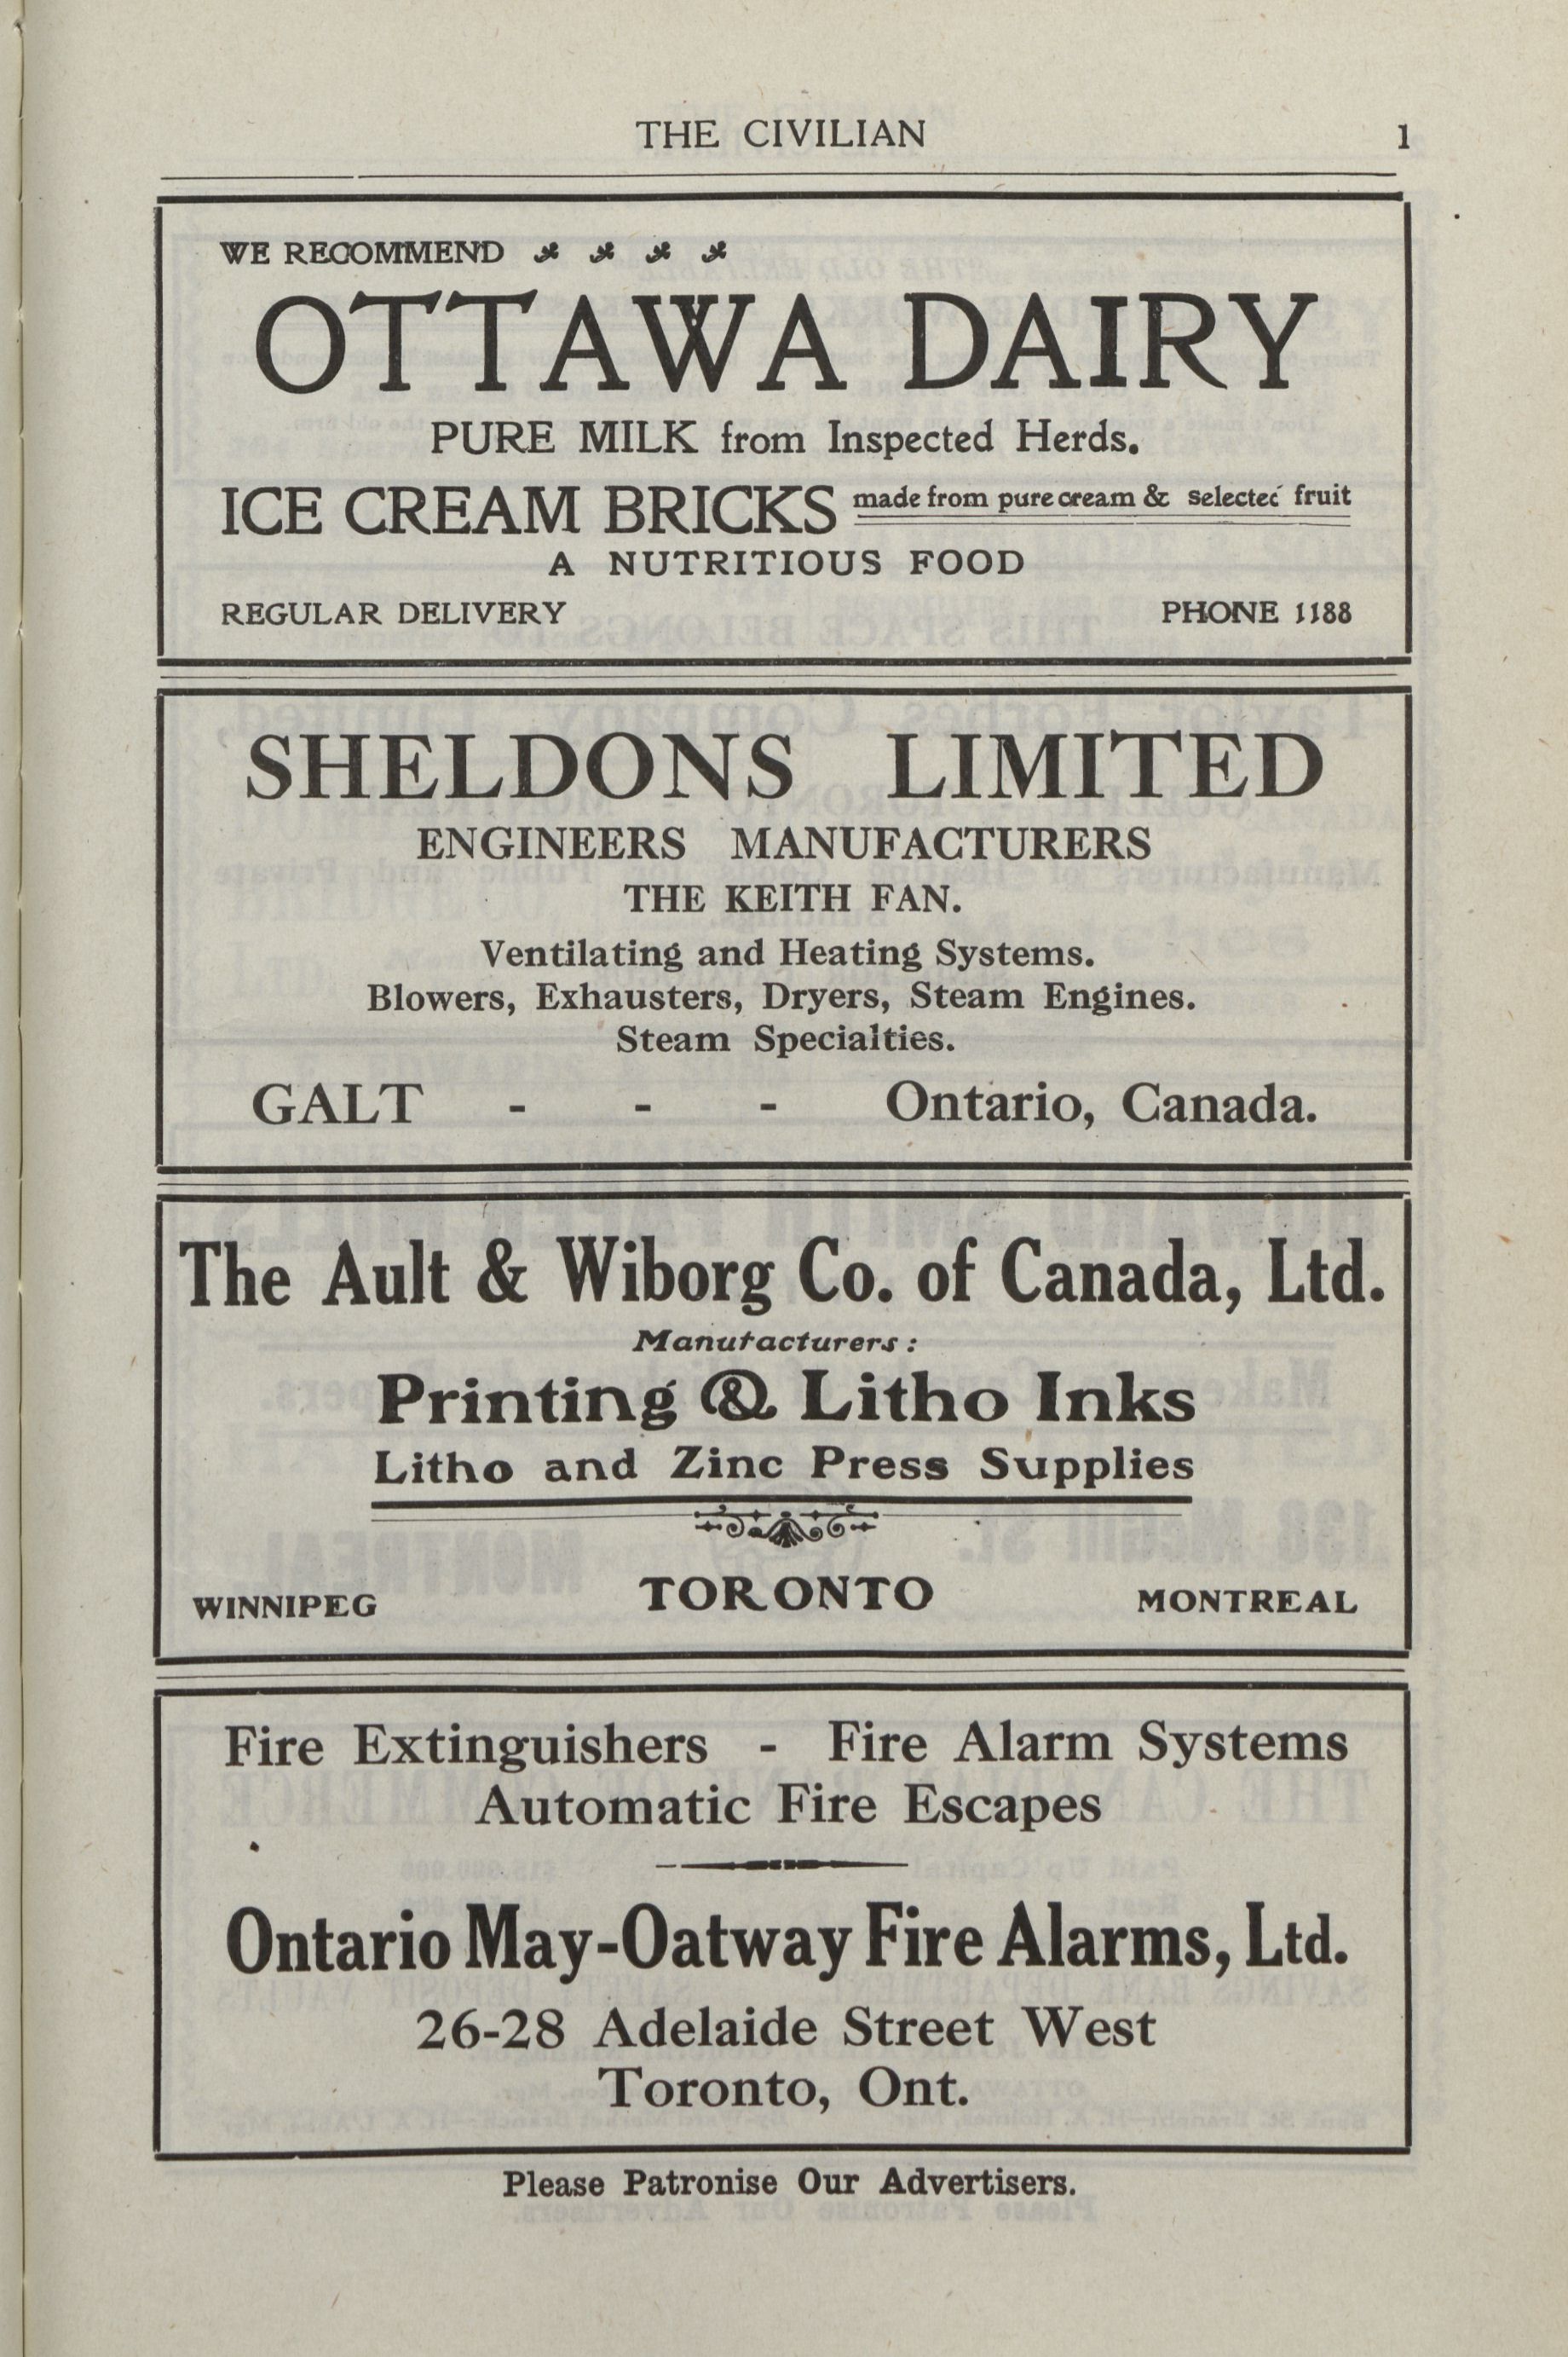 THE CIVILIAN 1
WE RECOMMEND
OTTAWA DAIRY
PURE MILK from Inspected Herds.
ICE CREAM BRICKS made from pure cream & selected fruit
A NUTRITIOUS FOOD
REGULAR DELIVERY PHONE 1188
SHELDONS LIMITED
ENGINEERS MANUFACTURERS
THE KEITH FAN.
Ventilating and Heating Systems.
Blowers, Exhausters, Dryers, Steam Engines.
Steam Specialties.
GALT - - - Ontario, Canada.
The Ault & Wiborg Co. of Canada, Ltd.
Manufacturers:
Printing & Litho Inks
Litho and Zinc Press Supplies
WINNIPEG TORONTO MONTREAL
Fire Extinguishers - Fire Alarm Systems
Automatic Fire Escapes
Ontario May-Oatway Fire Alarms, Ltd.
26-28 Adelaide Street West
Toronto, Ont.
Please Patronise Our Advertisers.